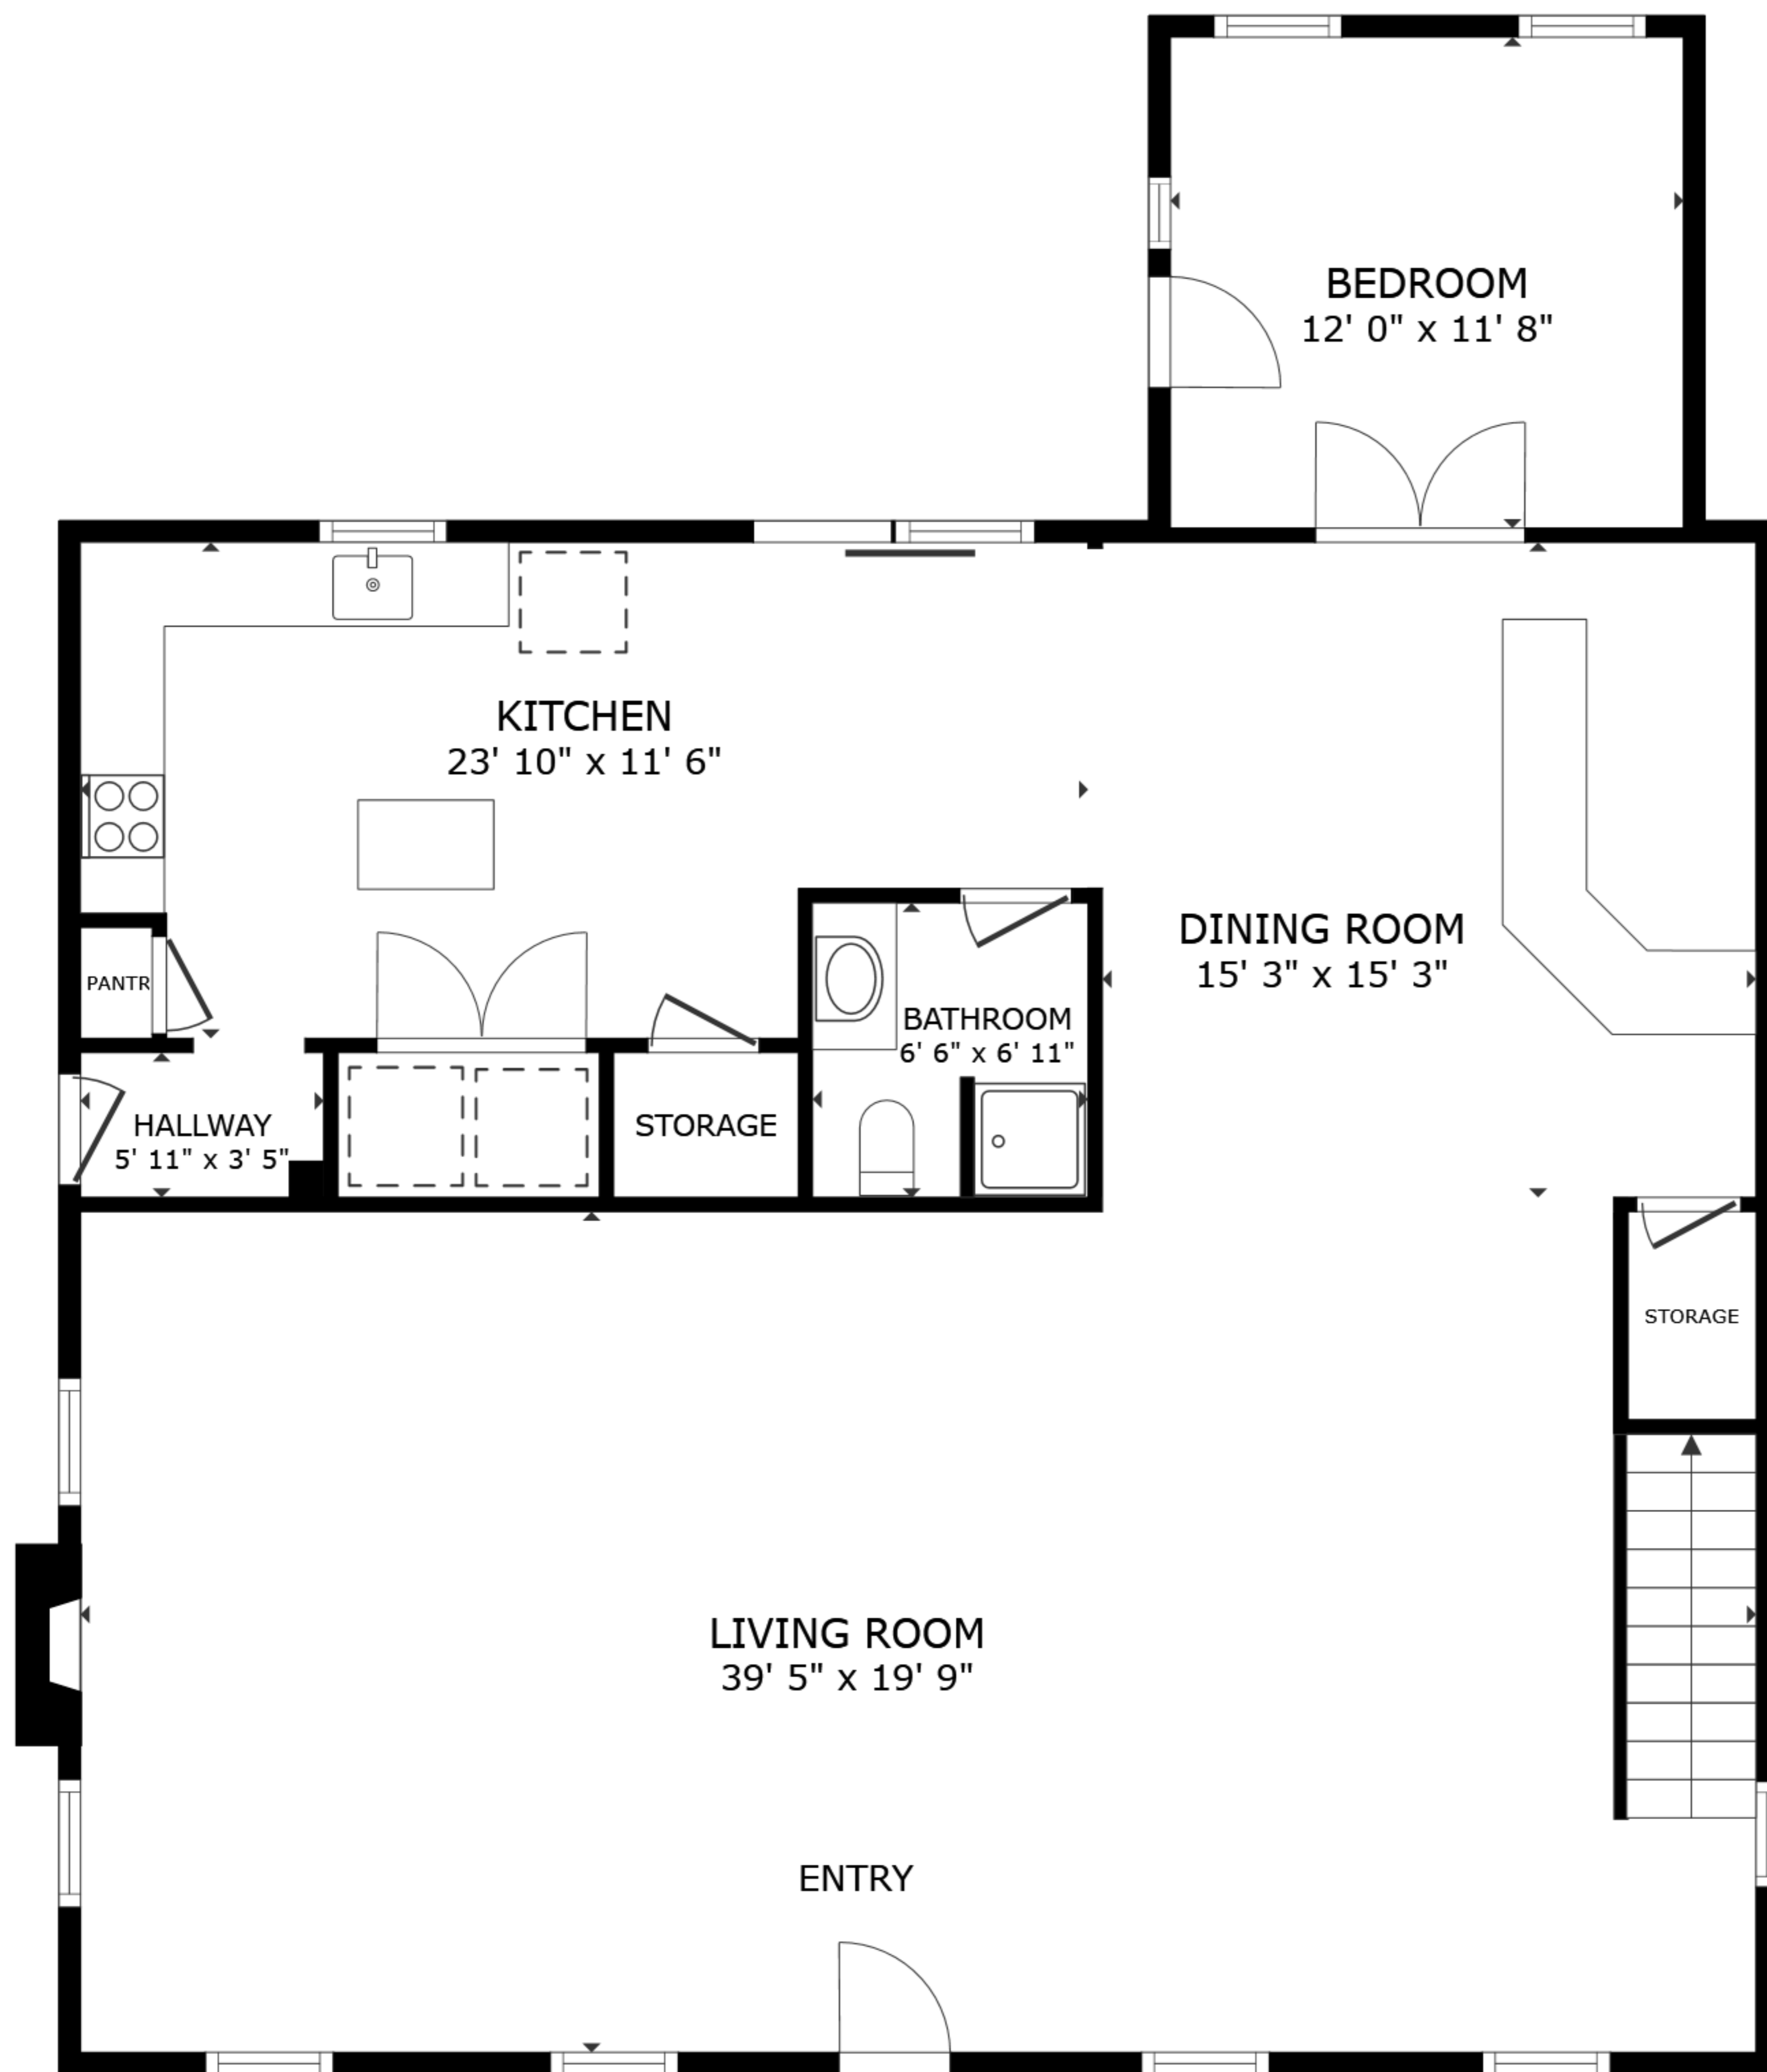 BEDROOM
12' 0" x 11' 8"
KITCHEN
23' 10" x 11' 6"
DINING ROOM
15' 3" x 15' 3"
PANTR
BATHROOM
6' 6" x 6' 11"
HALLWAY
5' 11" x 3' 5"
STORAGE
STORAGE
LIVING ROOM
39' 5" x 19' 9"
ENTRY